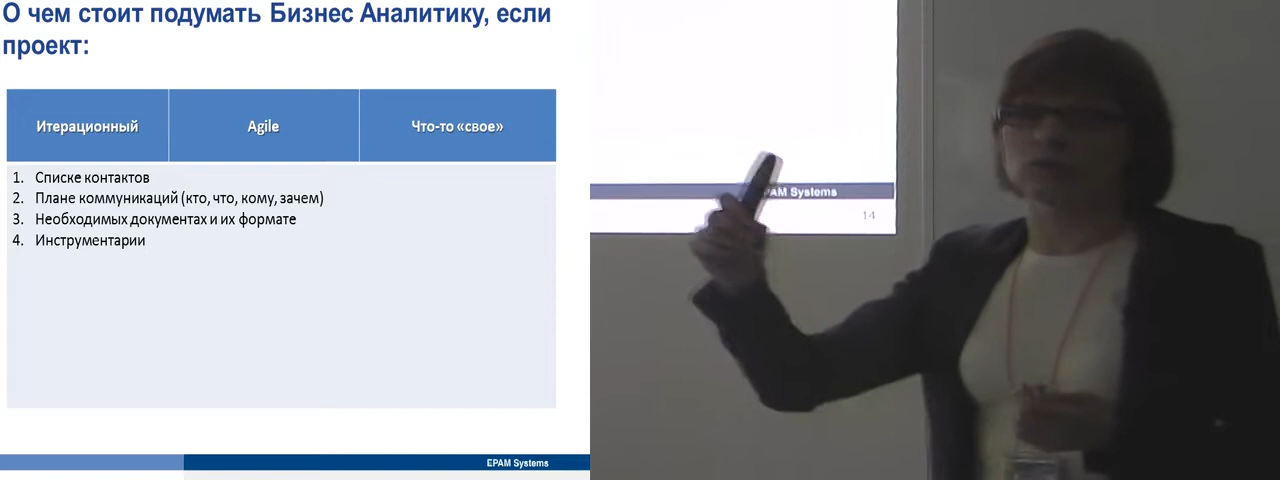 О чем стоит подумать Бизнес Аналитику, если
проект:
Итерационный
Agile
Что-то «свое»
1. Списке контактов
2. Плане коммуникаций (кто, что, кому, зачем)
3. Необходимых документах и их формате
4. Инструментарии
EPAM Systems
EPAM Systems
14